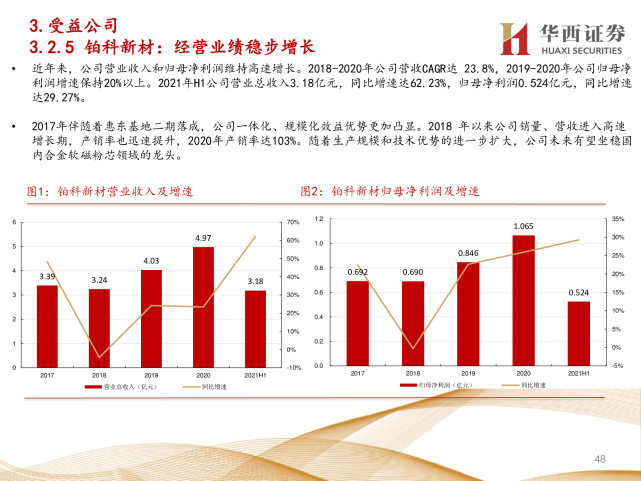 3.受益公司
3.2.5 铂科新材：经营业绩稳步增长
华西证券
HUAXI SECURITIES
• 近年来，公司营业收入和归母净利润维持高速增长。2018-2020年公司营收CAGR达 23.8%，2019-2020年公司归母净
利润增速保持20%以上。2021年H1公司营业总收入3.18亿元，同比增速达62.23%，归母净利润0.524亿元，同比增速
达29.27%。
• 2017年伴随着惠东基地二期落成，公司一体化、规模化效益优势更加凸显。2018 年以来公司销量、营收进入高速
增长期，产销率也迅速提升，2020年产销率达103%。随着生产规模和技术优势的进一步扩大，公司未来有望坐稳国
内合金软磁粉芯领域的龙头。
图1：铂科新材营业收入及增速
6
5
4
3
2
1
0
3.39
3.24
4.03
4.97
3.18
70%
60%
50%
40%
30%
20%
10%
0%
-10%
2017
2018
2019
2020
2021H1
营业总收入（亿元）
同比增速
图2：铂科新材归母净利润及增速
1.2
1.0
0.8
0.6
0.4
0.2
0.0
0.692
0.690
0.846
1.065
0.524
35%
30%
25%
20%
15%
10%
5%
0%
-5%
2017
2018
2019
2020
2021H1
归母净利润（亿元）
同比增速
48